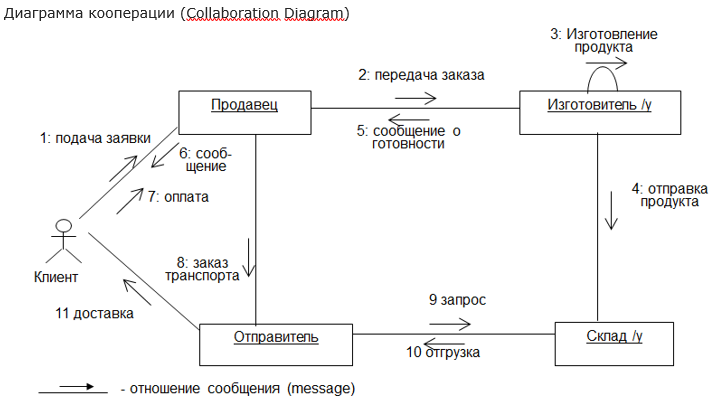 Диаграмма кооперации (Collaboration Diagram)
3: Изготовление
продукта
2: передача заказа
Продавец
Изготовитель /у
5: сообщение о
готовности
1: подача заявки
6: сооб-
щение
7: оплата
4: отправка
продукта
Клиент
8: заказ
транспорта
11 доставка
9 запрос
Отправитель
Склад /у
10 отгрузка
- отношение сообщения (message)